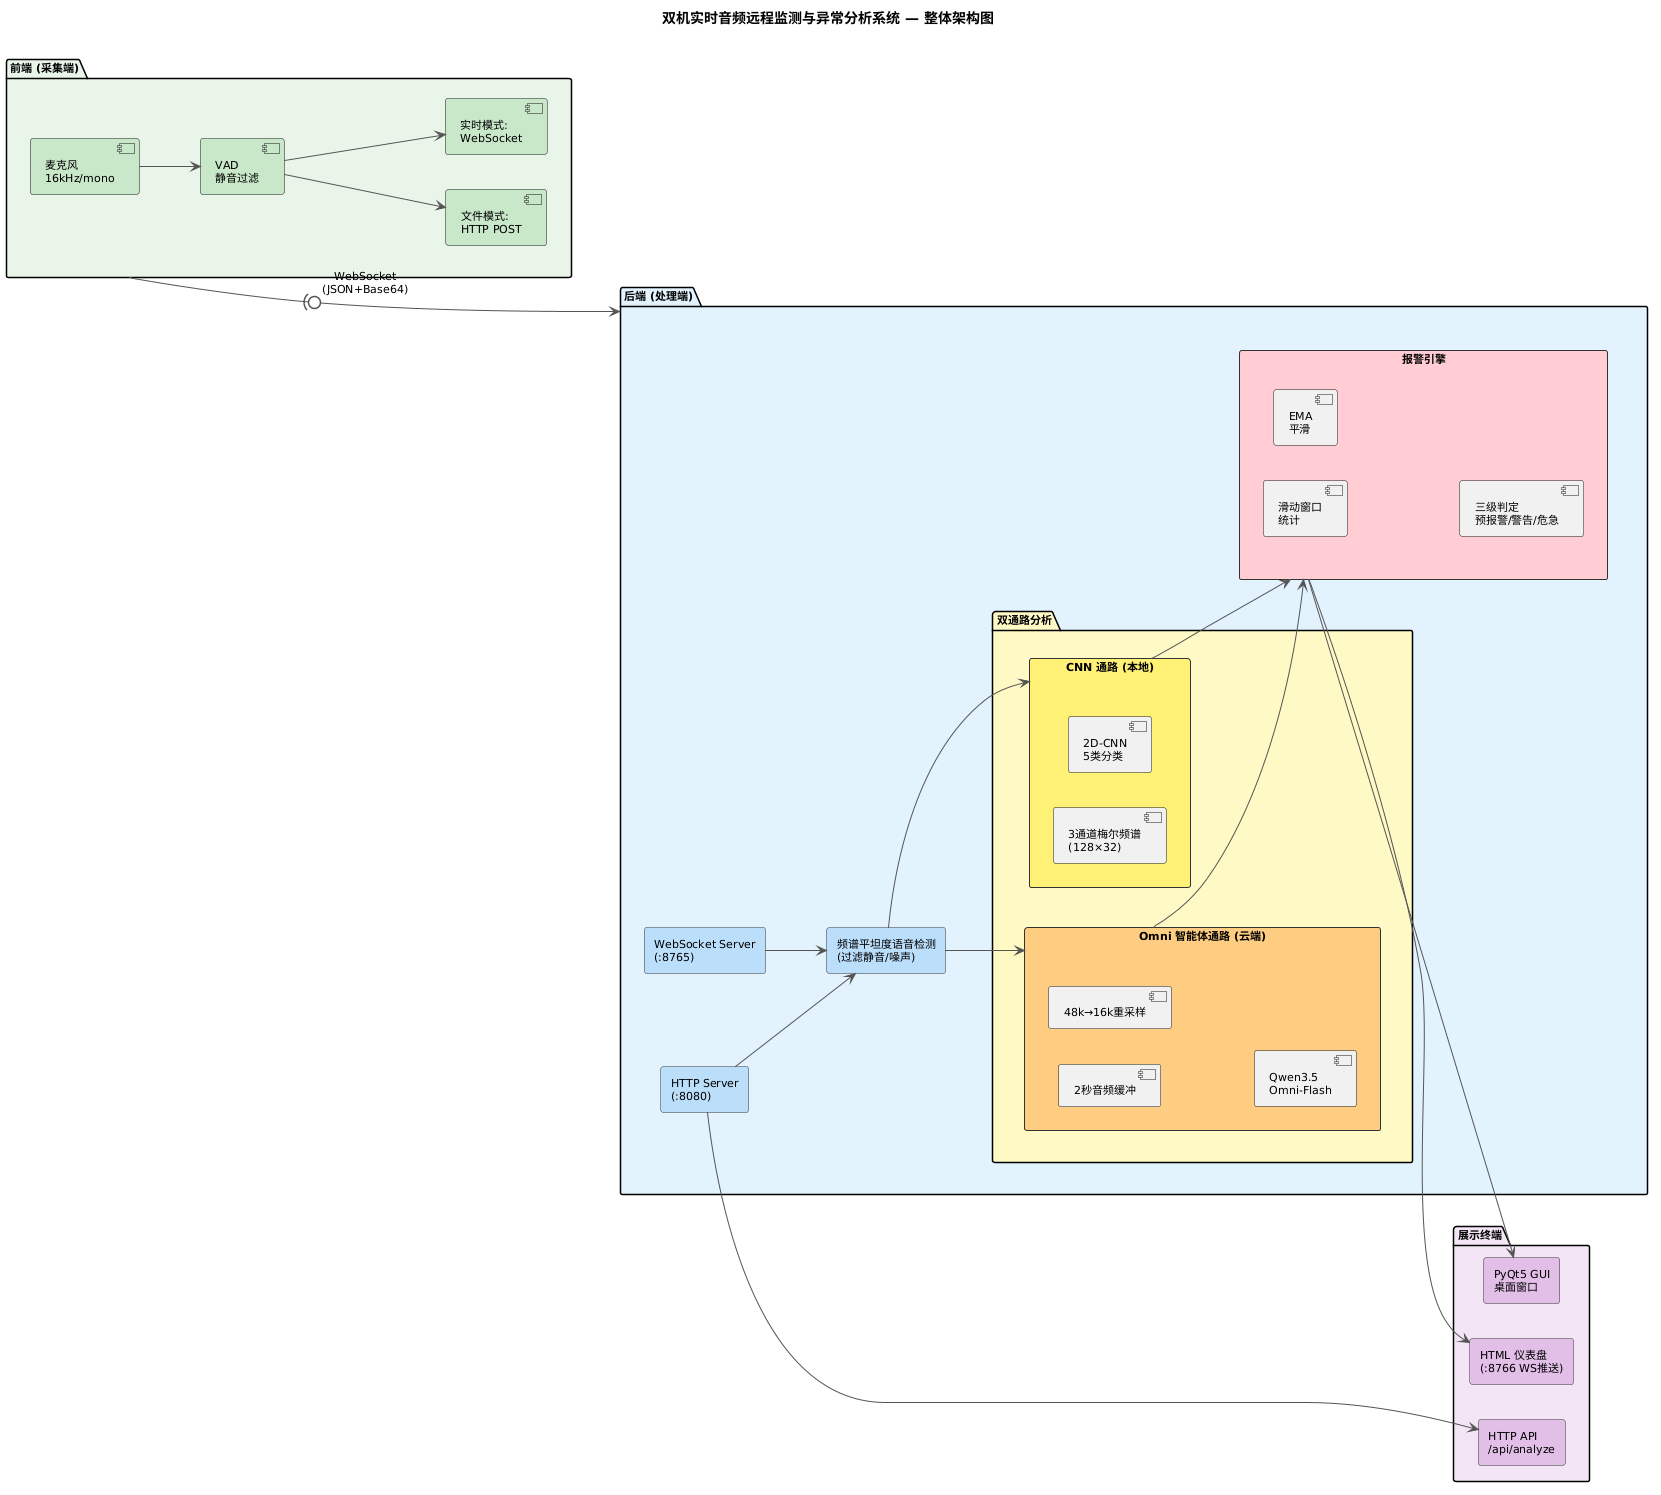 双机实时音频远程监测与异常分析系统 — 整体架构图
前端 (采集端)
麦克风
16kHz/mono
VAD
静音过滤
实时模式:
WebSocket
文件模式:
HTTP POST
WebSocket
(JSON+Base64)
后端 (处理端)
报警引擎
EMA
平滑
滑动窗口
统计
三级判定
预报警/警告/危急
双通路分析
CNN 通路 (本地)
2D-CNN
5类分类
3通道梅尔频谱
(128×32)
WebSocket Server
(:8765)
频谱平坦度语音检测
(过滤静音/噪声)
Omni 智能体通路 (云端)
48k→16k重采样
2秒音频缓冲
Qwen3.5
Omni-Flash
HTTP Server
(:8080)
展示终端
PyQt5 GUI
桌面窗口
HTML 仪表盘
(:8766 WS推送)
HTTP API
/api/analyze